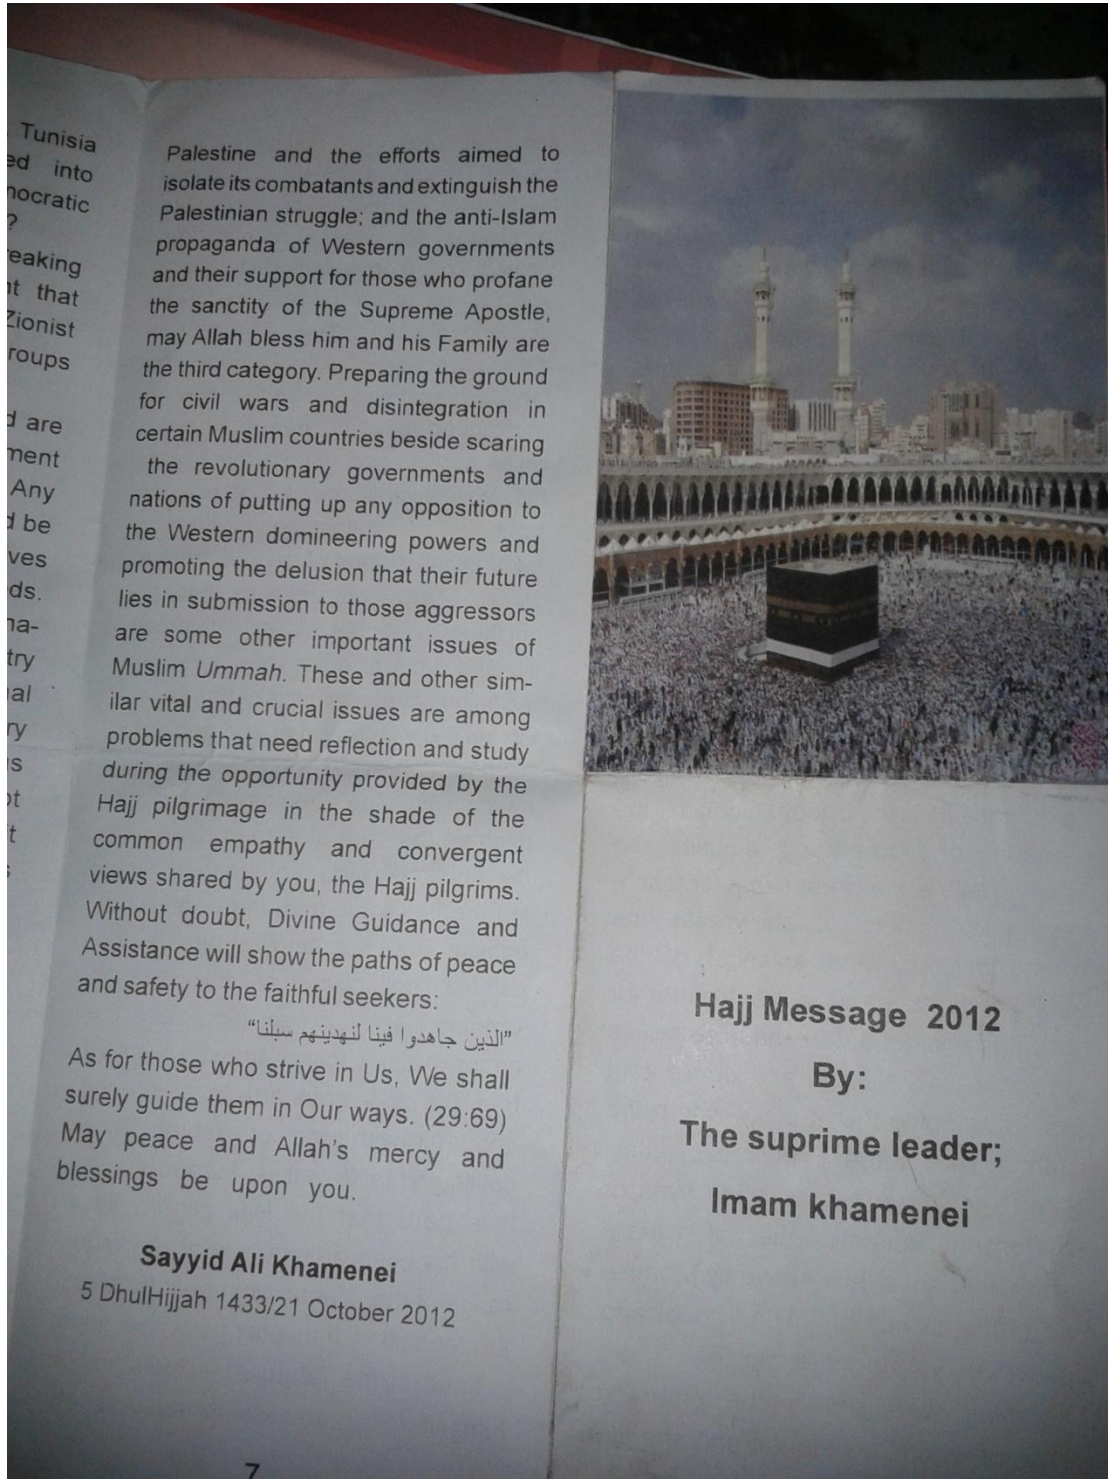 Tunisia
ed into
nocratic
?
eaking
nt that
Zionist
roups
d are
ment
Any
d be
ves
ds.
na-
try
al
ry
s
ot
t
Palestine and the efforts aimed to
isolate its combatants and extinguish the
Palestinian struggle; and the anti-Islam
propaganda of Western governments
and their support for those who profane
the sanctity of the Supreme Apostle,
may Allah bless him and his Family are
the third category. Preparing the ground
for civil wars and disintegration in
certain Muslim countries beside scaring
the revolutionary governments and
nations of putting up any opposition to
the Western domineering powers and
promoting the delusion that their future
lies in submission to those aggressors
are some other important issues of
Muslim Ummah. These and other sim-
ilar vital and crucial issues are among
problems that need reflection and study
during the opportunity provided by the
Hajj pilgrimage in the shade of the
common empathy and convergent
views shared by you, the Hajj pilgrims.
Without doubt, Divine Guidance and
Assistance will show the paths of peace
and safety to the faithful seekers:
"الذين جاهدوا فينا لنهدينهم سبلنا"
As for those who strive in Us, We shall
surely guide them in Our ways. (29:69)
May peace and Allah's mercy and
blessings be upon you.
Sayyid Ali Khamenei
5 DhulHijjah 1433/21 October 2012
7
Hajj Message 2012
By:
The suprime leader;
Imam khamenei